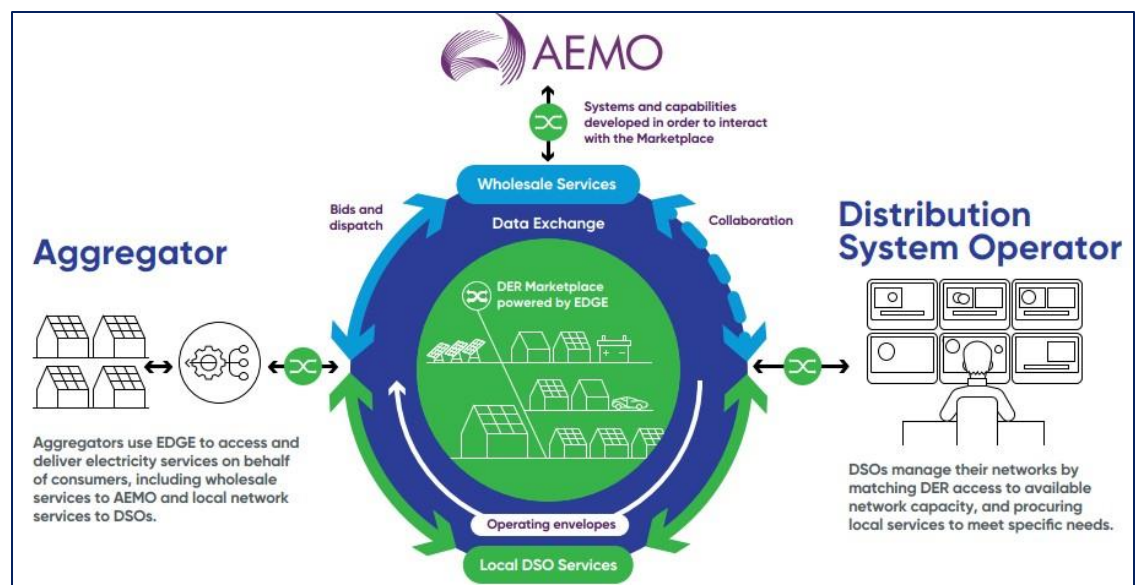 AEMO
Systems and capabilities
developed in order to interact
with the Marketplace
Wholesale Services
Bids and
dispatch
Data Exchange
Collaboration
Aggregator
Distribution
System Operator
DER Marketplace
powered by EDGE
Aggregators use EDGE to access and
deliver electricity services on behalf
of consumers, including wholesale
services to AEMO and local network
services to DSOs.
DSOs manage their networks by
matching DER access to available
network capacity, and procuring
local services to meet specific needs.
Operating envelopes
Local DSO Services